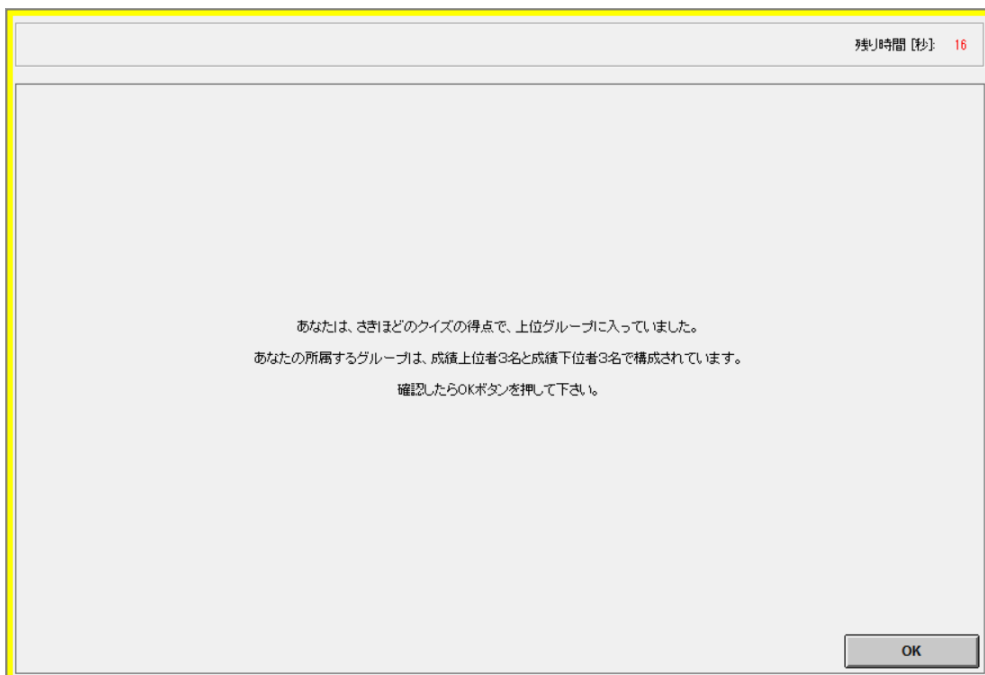 残り時間 [秒]: 16
あなたは、さきほどのクイズの得点で、上位グループに入っていました。
あなたの所属するグループは、成績上位者3名と成績下位者3名で構成されています。
確認したらOKボタンを押して下さい。
OK